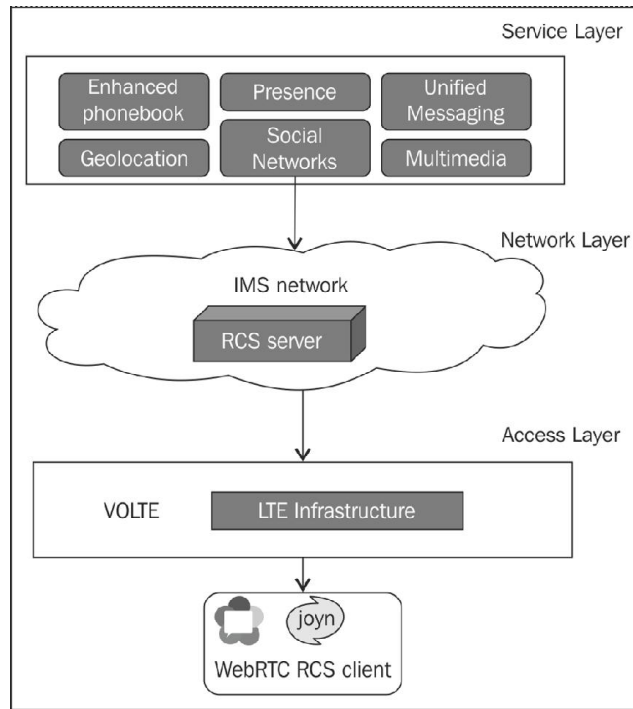 Service Layer
Enhanced
phonebook
Presence
Unified
Messaging
Geolocation
Social
Networks
Multimedia
Network Layer
IMS network
RCS server
Access Layer
VOLTE
LTE Infrastructure
joyn
WebRTC RCS client